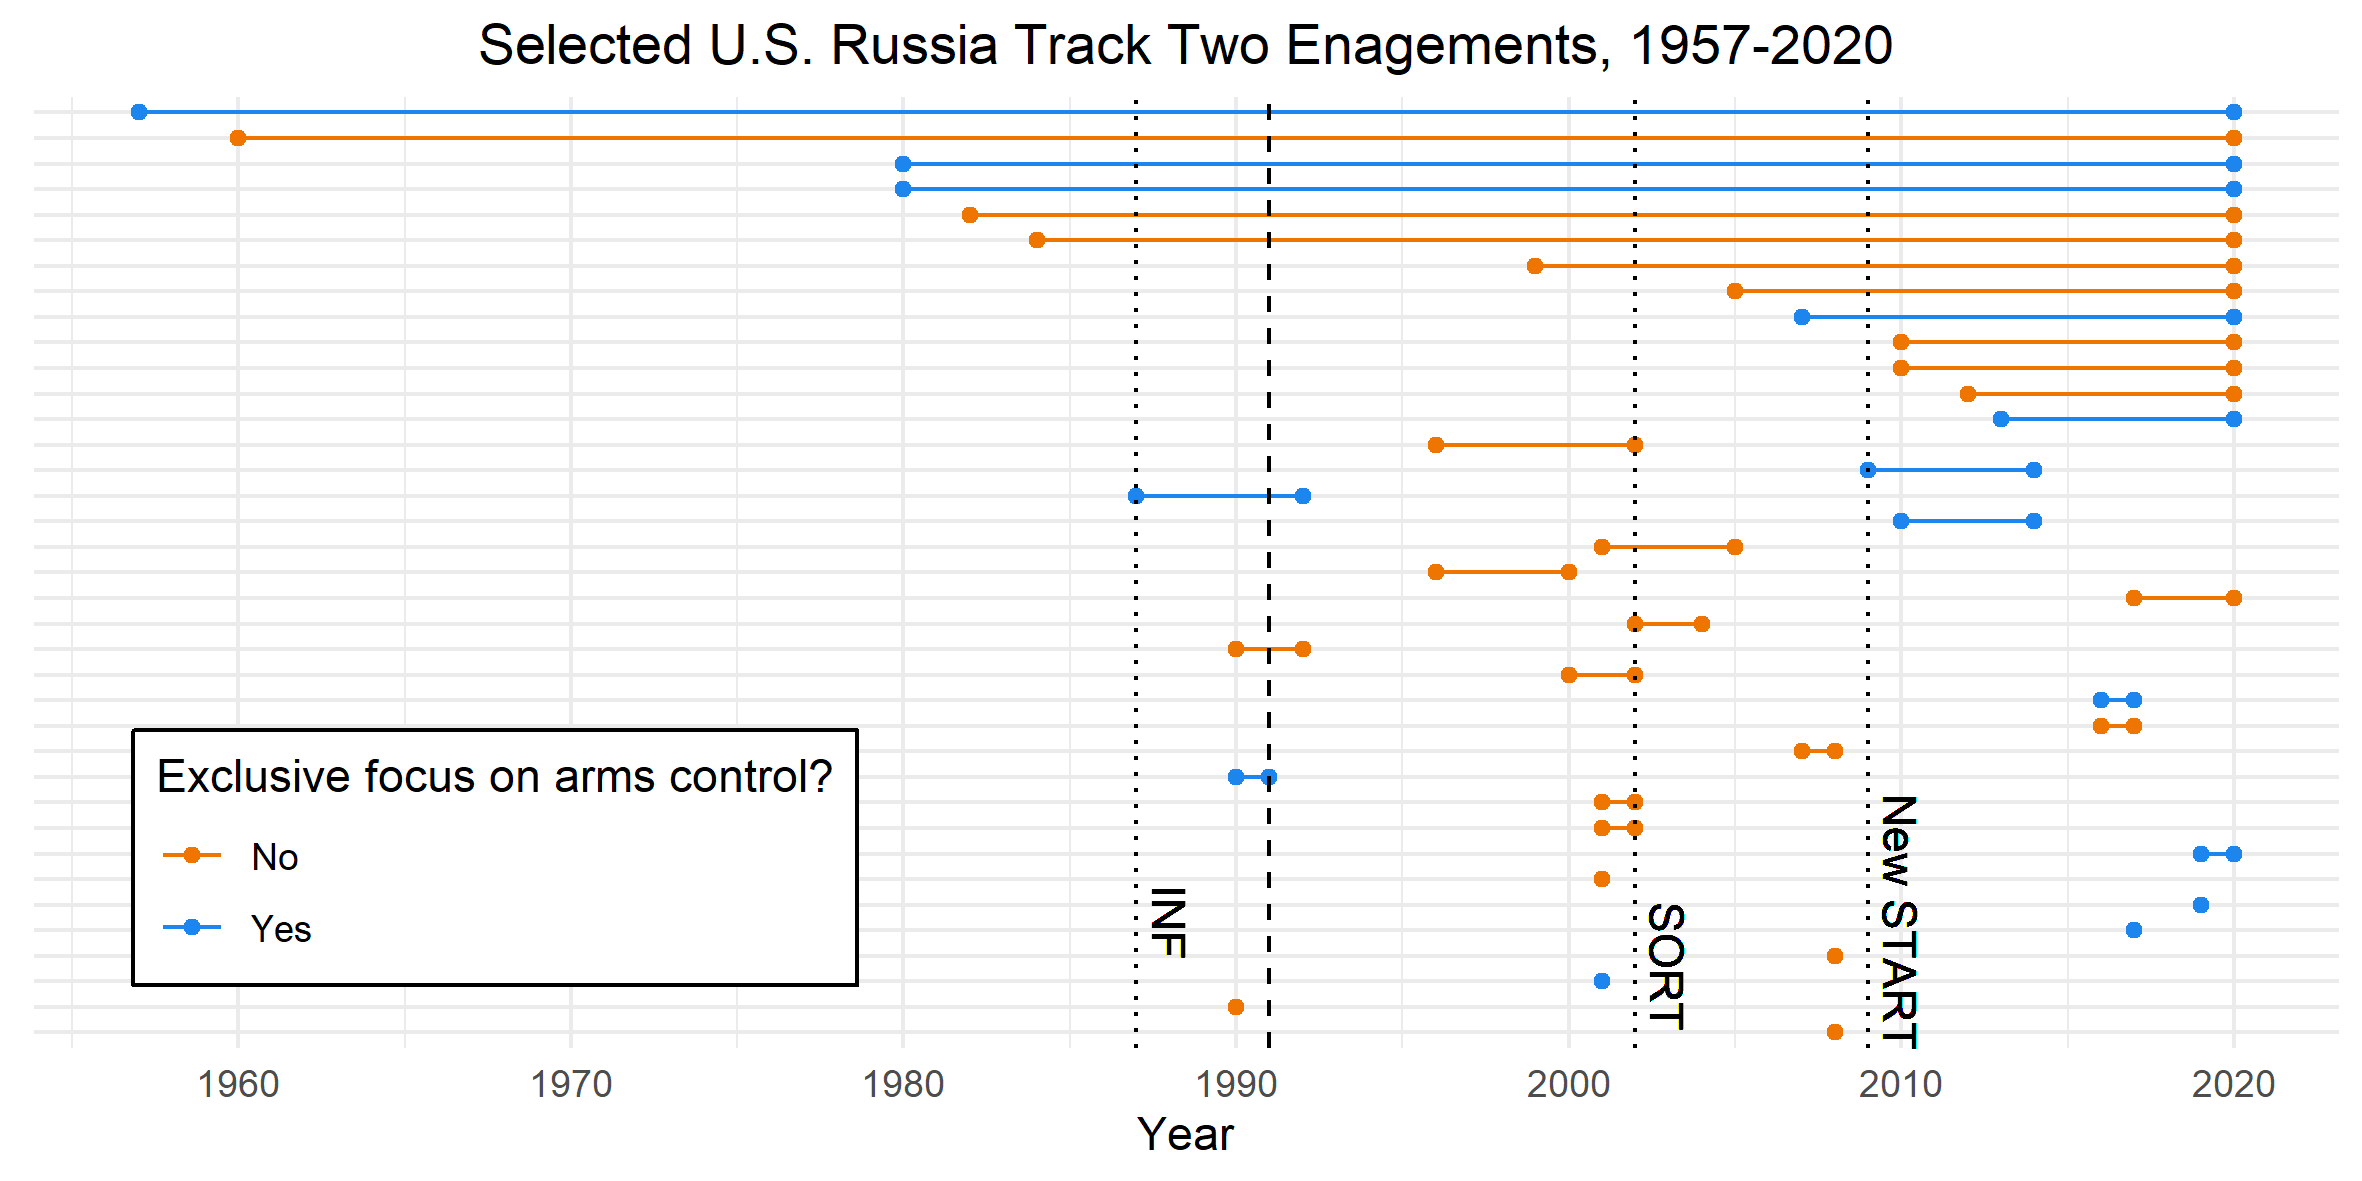 Selected U.S. Russia Track Two Enagements, 1957-2020
Exclusive focus on arms control?
No
Yes
INF
SORT
New START
1960 1970 1980 1990 2000 2010 2020
Year